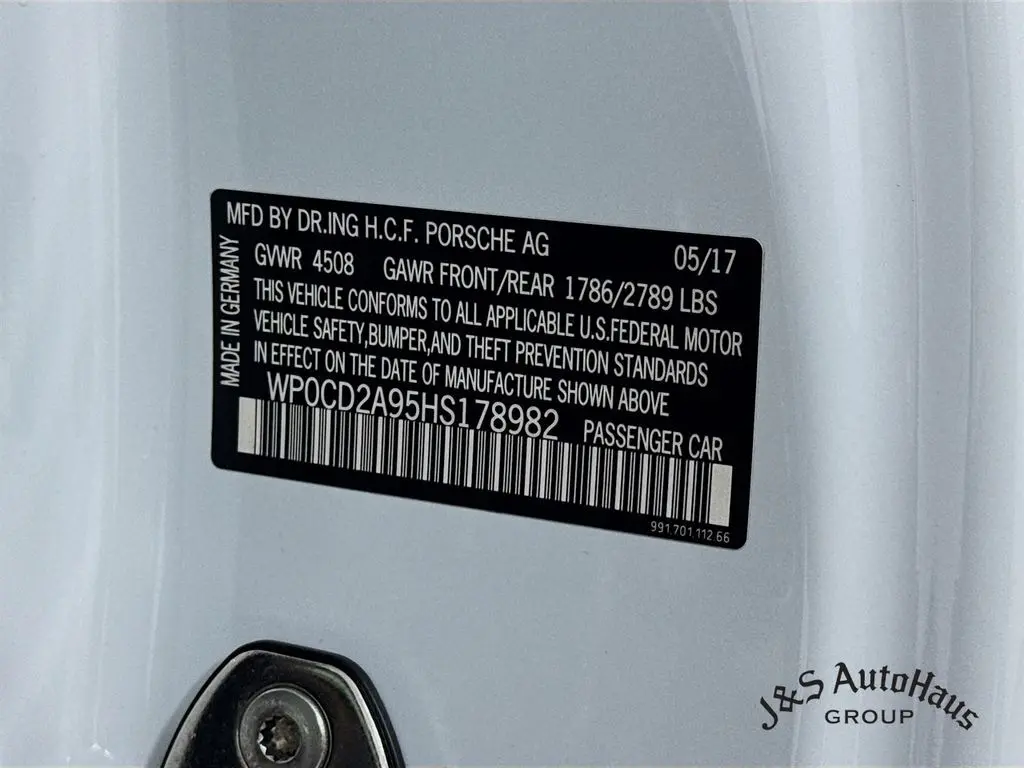 MFD BY DR.ING H.C.F. PORSCHE AG 05/17
GVWR 4508 GAWR FRONT/REAR 1786/2789 LBS
THIS VEHICLE CONFORMS TO ALL APPLICABLE U.S.FEDERAL MOTOR
VEHICLE SAFETY,BUMPER,AND THEFT PREVENTION STANDARDS
IN EFFECT ON THE DATE OF MANUFACTURE SHOWN ABOVE
MADE IN GERMANY
WP0CD2A95HS178982 PASSENGER CAR
991.701.112.66
J&S AutoHaus
GROUP